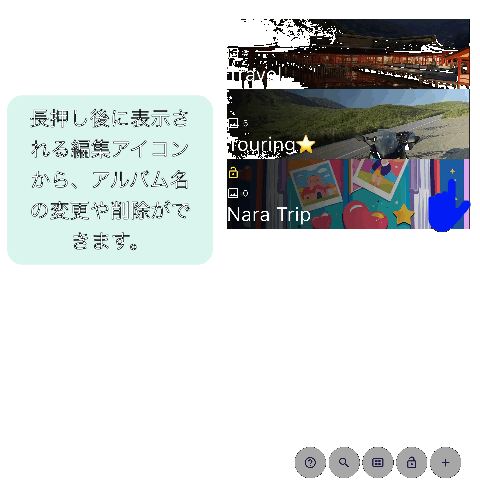 長押し後に表示さ
れる編集アイコン
から、アルバム名
の変更や削除がで
きます。
Travel
5
Touring⭐
0
Nara Trip